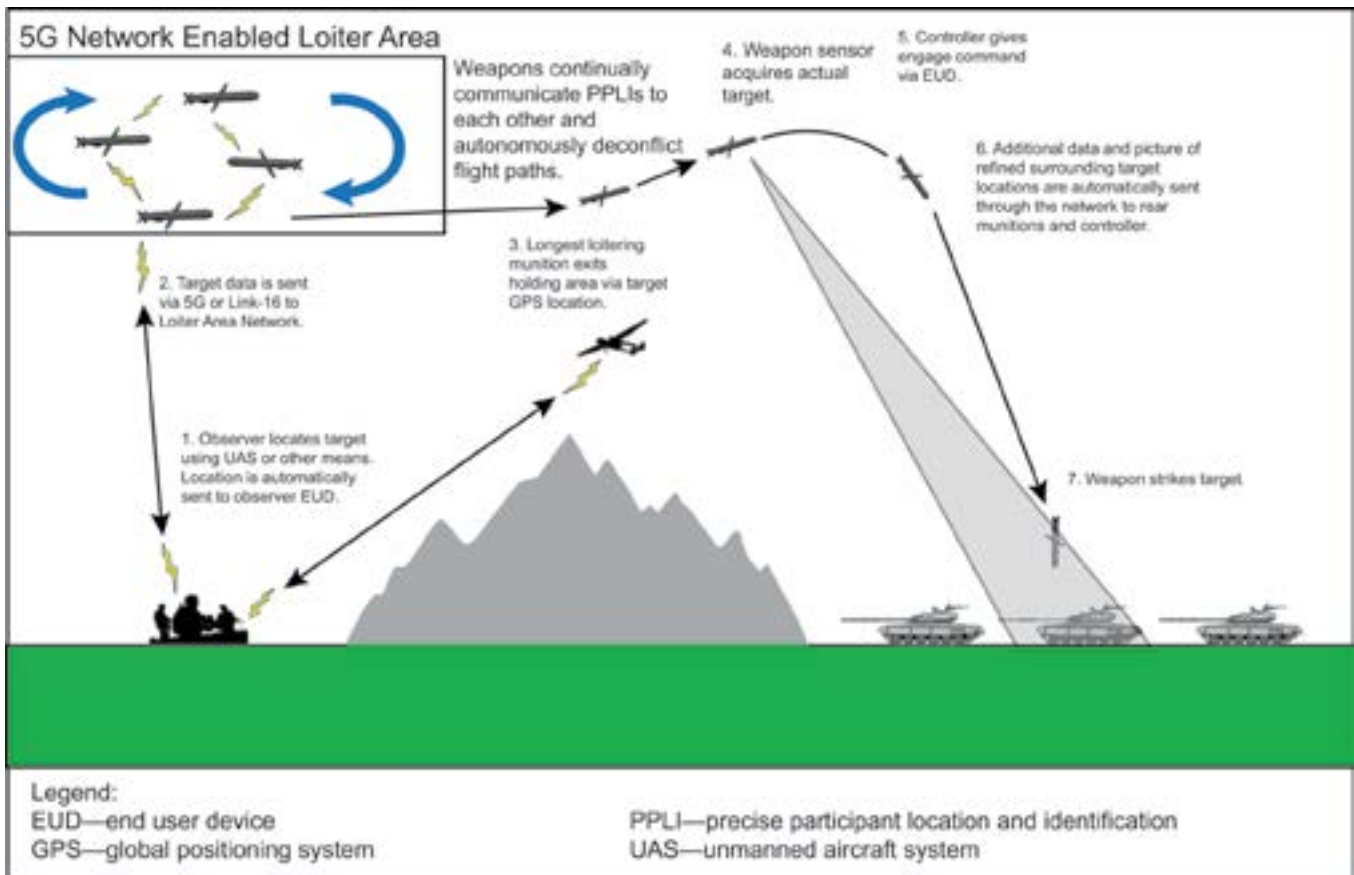 5G Network Enabled Loiter Area
Weapons continually
communicate PPLIs to
each other and
autonomously deconflict
flight paths.
4. Weapon sensor
acquires actual
target.
5. Controller gives
engage command
via EUD.
6. Additional data and picture of
refined surrounding target
locations are automatically sent
through the network to rear
munitions and controller.
3. Longest loitering
munition exits
holding area via target
GPS location.
2. Target data is sent
via 5G or Link-16 to
Loiter Area Network.
1. Observer locates target
using UAS or other means.
Location is automatically
sent to observer EUD.
7. Weapon strikes target.
Legend:
EUD—end user device
GPS—global positioning system
PPLI—precise participant location and identification
UAS—unmanned aircraft system